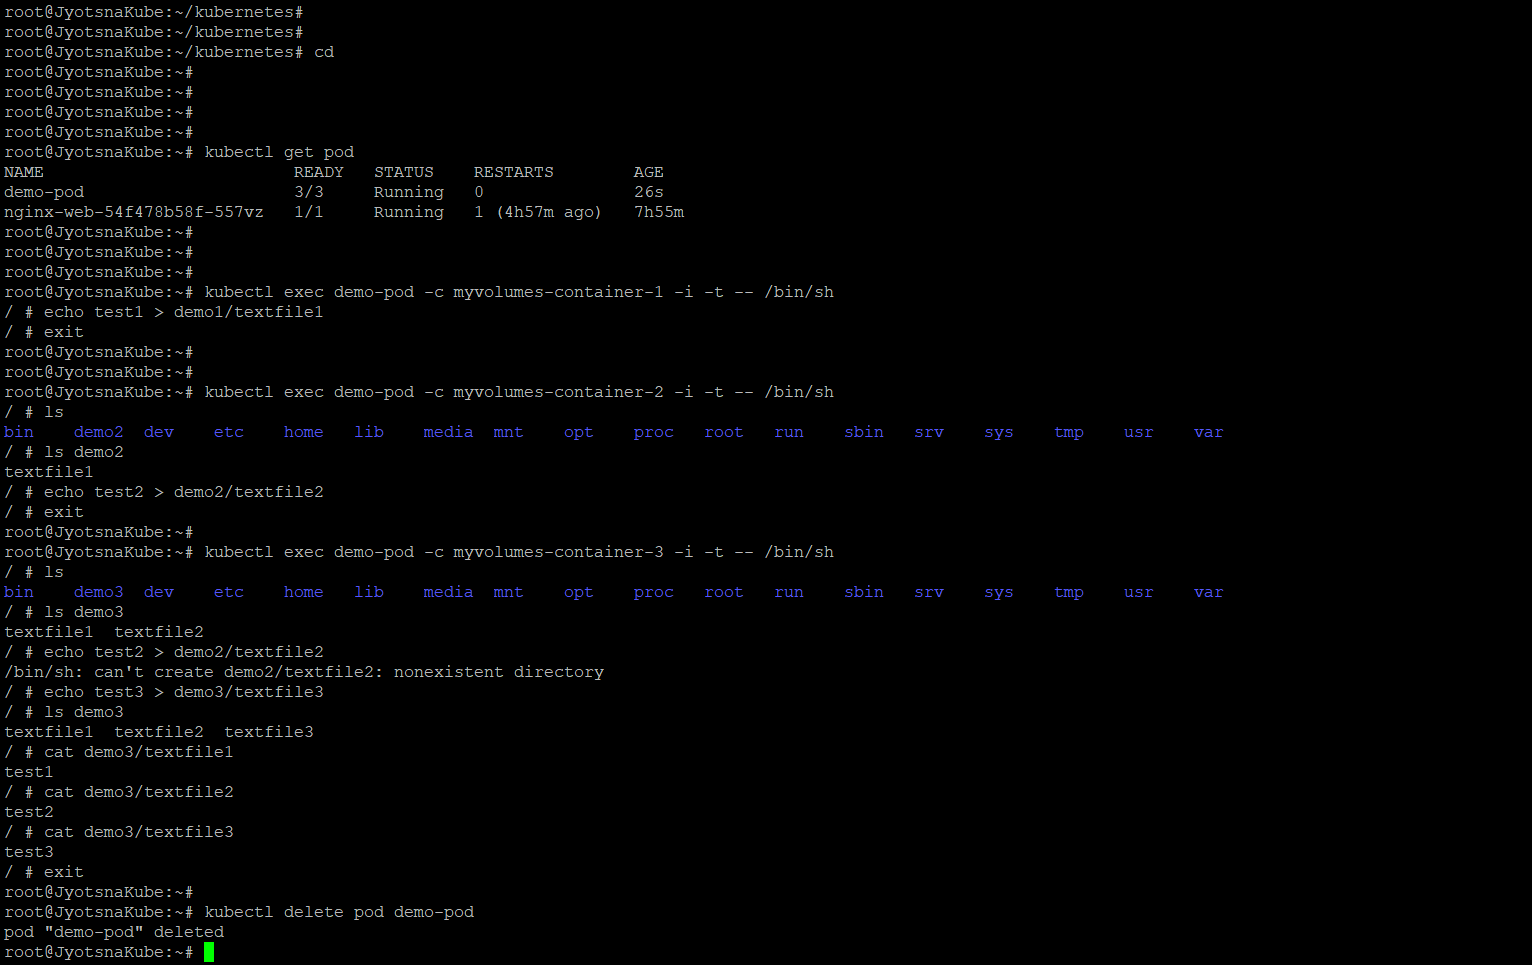 root@JyotsnaKube:~/kubernetes#
root@JyotsnaKube:~/kubernetes#
root@JyotsnaKube:~/kubernetes# cd
root@JyotsnaKube:~#
root@JyotsnaKube:~#
root@JyotsnaKube:~#
root@JyotsnaKube:~#
root@JyotsnaKube:~# kubectl get pod
NAME                         READY   STATUS    RESTARTS        AGE
demo-pod                     3/3     Running   0               26s
nginx-web-54f478b58f-557vz   1/1     Running   1 (4h57m ago)   7h55m
root@JyotsnaKube:~#
root@JyotsnaKube:~#
root@JyotsnaKube:~#
root@JyotsnaKube:~# kubectl exec demo-pod -c myvolumes-container-1 -i -t -- /bin/sh
/ # echo test1 > demo1/textfile1
/ # exit
root@JyotsnaKube:~#
root@JyotsnaKube:~#
root@JyotsnaKube:~# kubectl exec demo-pod -c myvolumes-container-2 -i -t -- /bin/sh
/ # ls
bin    demo2  dev    etc    home   lib    media  mnt    opt    proc   root   run    sbin   srv    sys    tmp    usr    var
/ # ls demo2
textfile1
/ # echo test2 > demo2/textfile2
/ # exit
root@JyotsnaKube:~#
root@JyotsnaKube:~# kubectl exec demo-pod -c myvolumes-container-3 -i -t -- /bin/sh
/ # ls
bin    demo3  dev    etc    home   lib    media  mnt    opt    proc   root   run    sbin   srv    sys    tmp    usr    var
/ # ls demo3
textfile1  textfile2
/ # echo test2 > demo2/textfile2
/bin/sh: can't create demo2/textfile2: nonexistent directory
/ # echo test3 > demo3/textfile3
/ # ls demo3
textfile1  textfile2  textfile3
/ # cat demo3/textfile1
test1
/ # cat demo3/textfile2
test2
/ # cat demo3/textfile3
test3
/ # exit
root@JyotsnaKube:~#
root@JyotsnaKube:~# kubectl delete pod demo-pod
pod "demo-pod" deleted
root@JyotsnaKube:~#